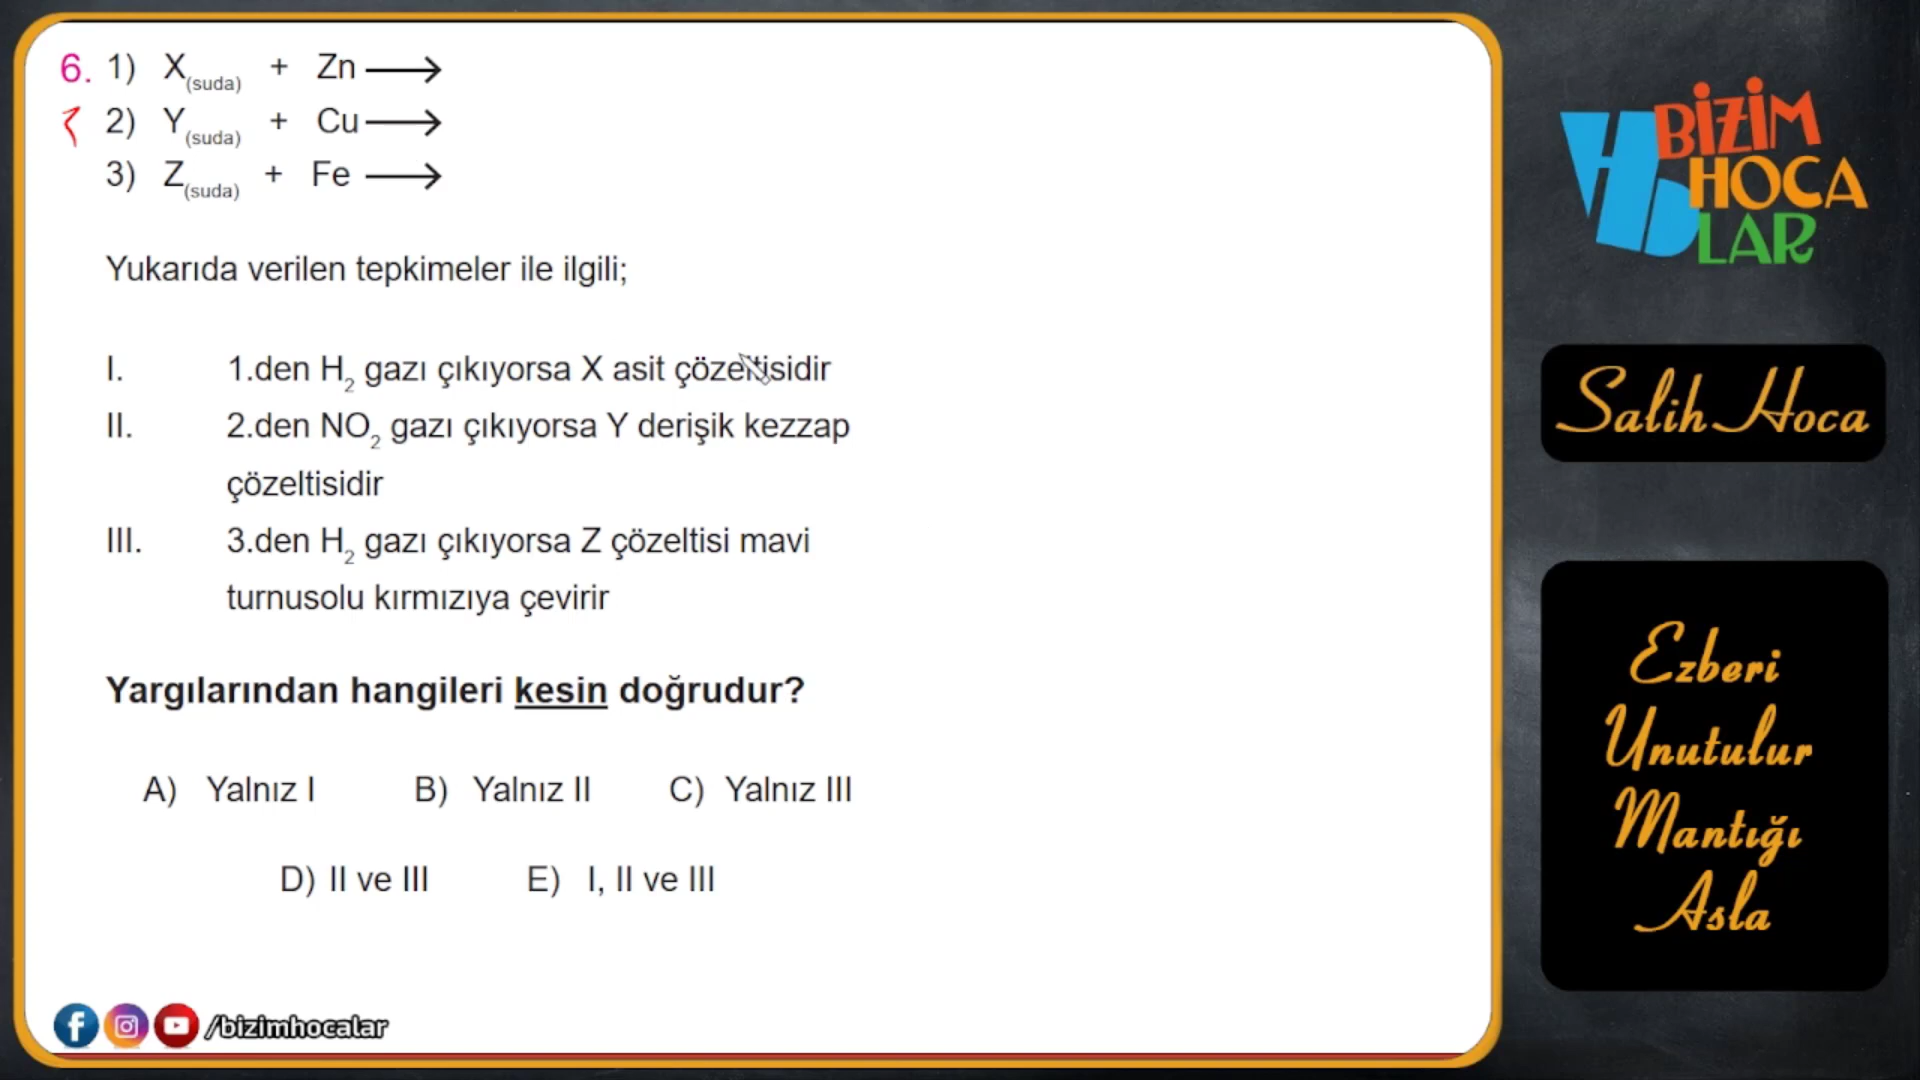 6. 1) X(suda) + Zn ⟶
2) Y(suda) + Cu ⟶
3) Z(suda) + Fe ⟶
Yukarıda verilen tepkimeler ile ilgili;
I. 1.den H2 gazı çıkıyorsa X asit çözeltisidir
II. 2.den NO2 gazı çıkıyorsa Y derişik kezzap
çözeltisidir
III. 3.den H2 gazı çıkıyorsa Z çözeltisi mavi
turnusolu kırmızıya çevirir
Yargılarından hangileri kesin doğrudur?
A) Yalnız I B) Yalnız II C) Yalnız III
D) II ve III E) I, II ve III
/bizimhocalar
BİZİM
HOCA
LAR
Salih Hoca
Ezberi
Unutulur
Mantığı
Asla